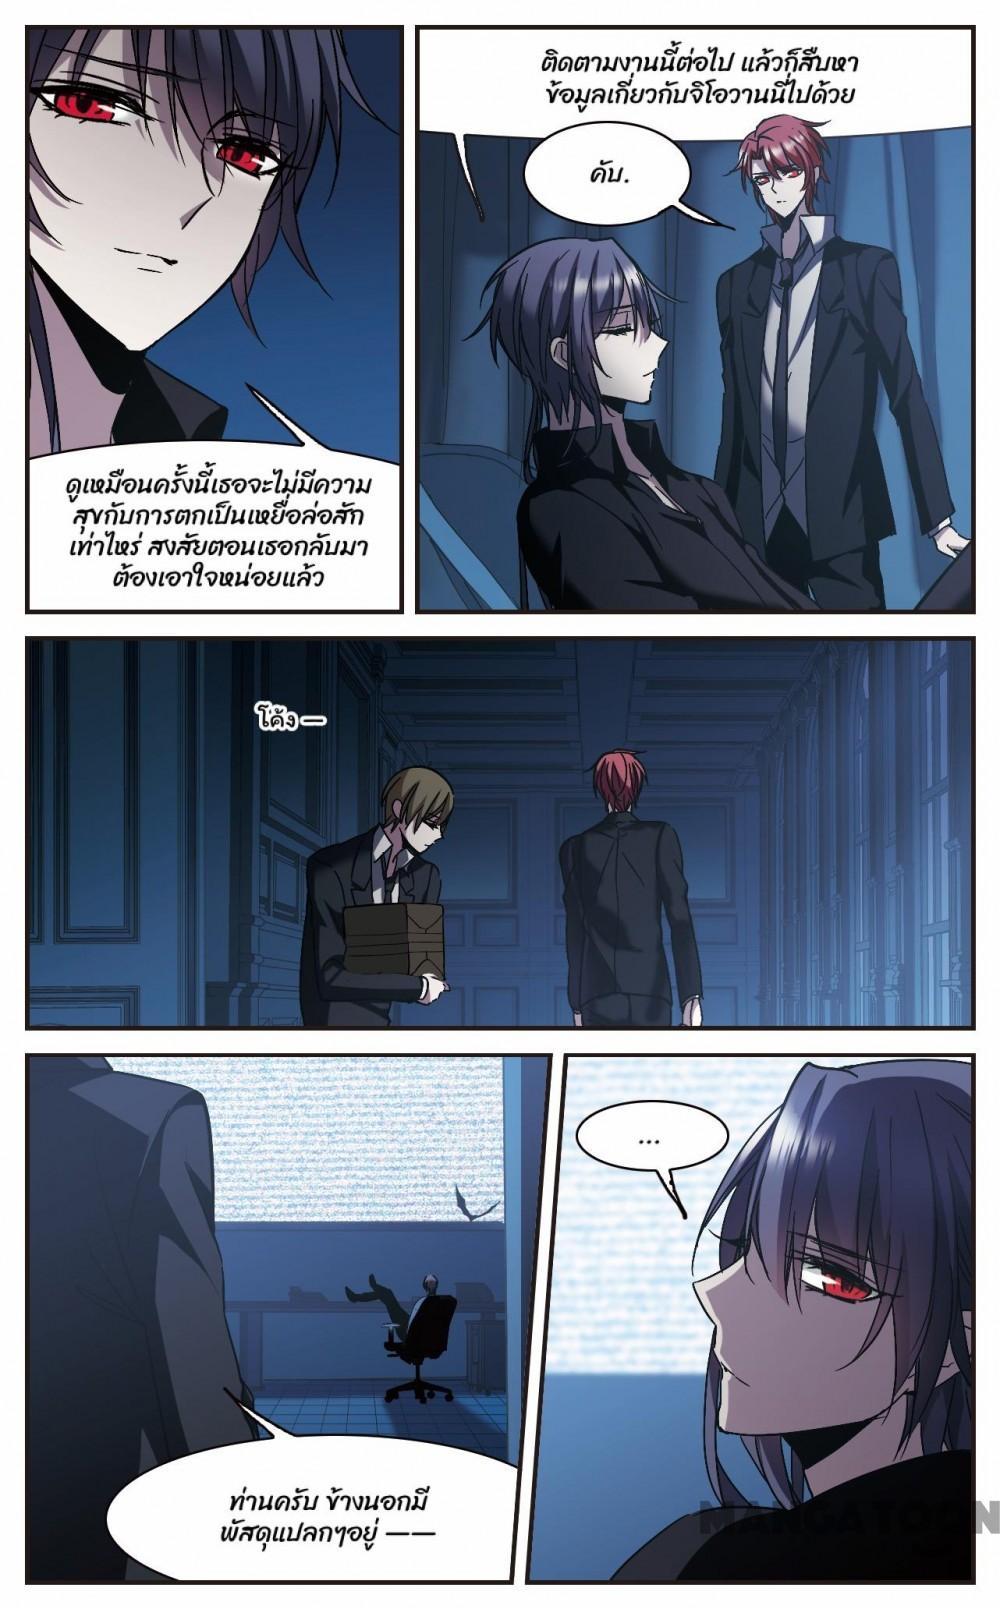 ดูเหมือนครั้งนี้เธอจะไม่มีความ
สุขกับการตกเป็นเหยื่อล่อสัก
เท่าไหร่ สงสัยตอนเธอกลับมา
ต้องเอาใจหน่อยแล้ว
ติดตามงานนี้ต่อไป แล้วก็สืบหา
ข้อมูลเกี่ยวกับจิโอวานนี่ไปด้วย
คับ.
โค้ง —
ท่านครับ ข้างนอกมี
พัสดุแปลกๆอยู่ ——
...
MANGATOWN